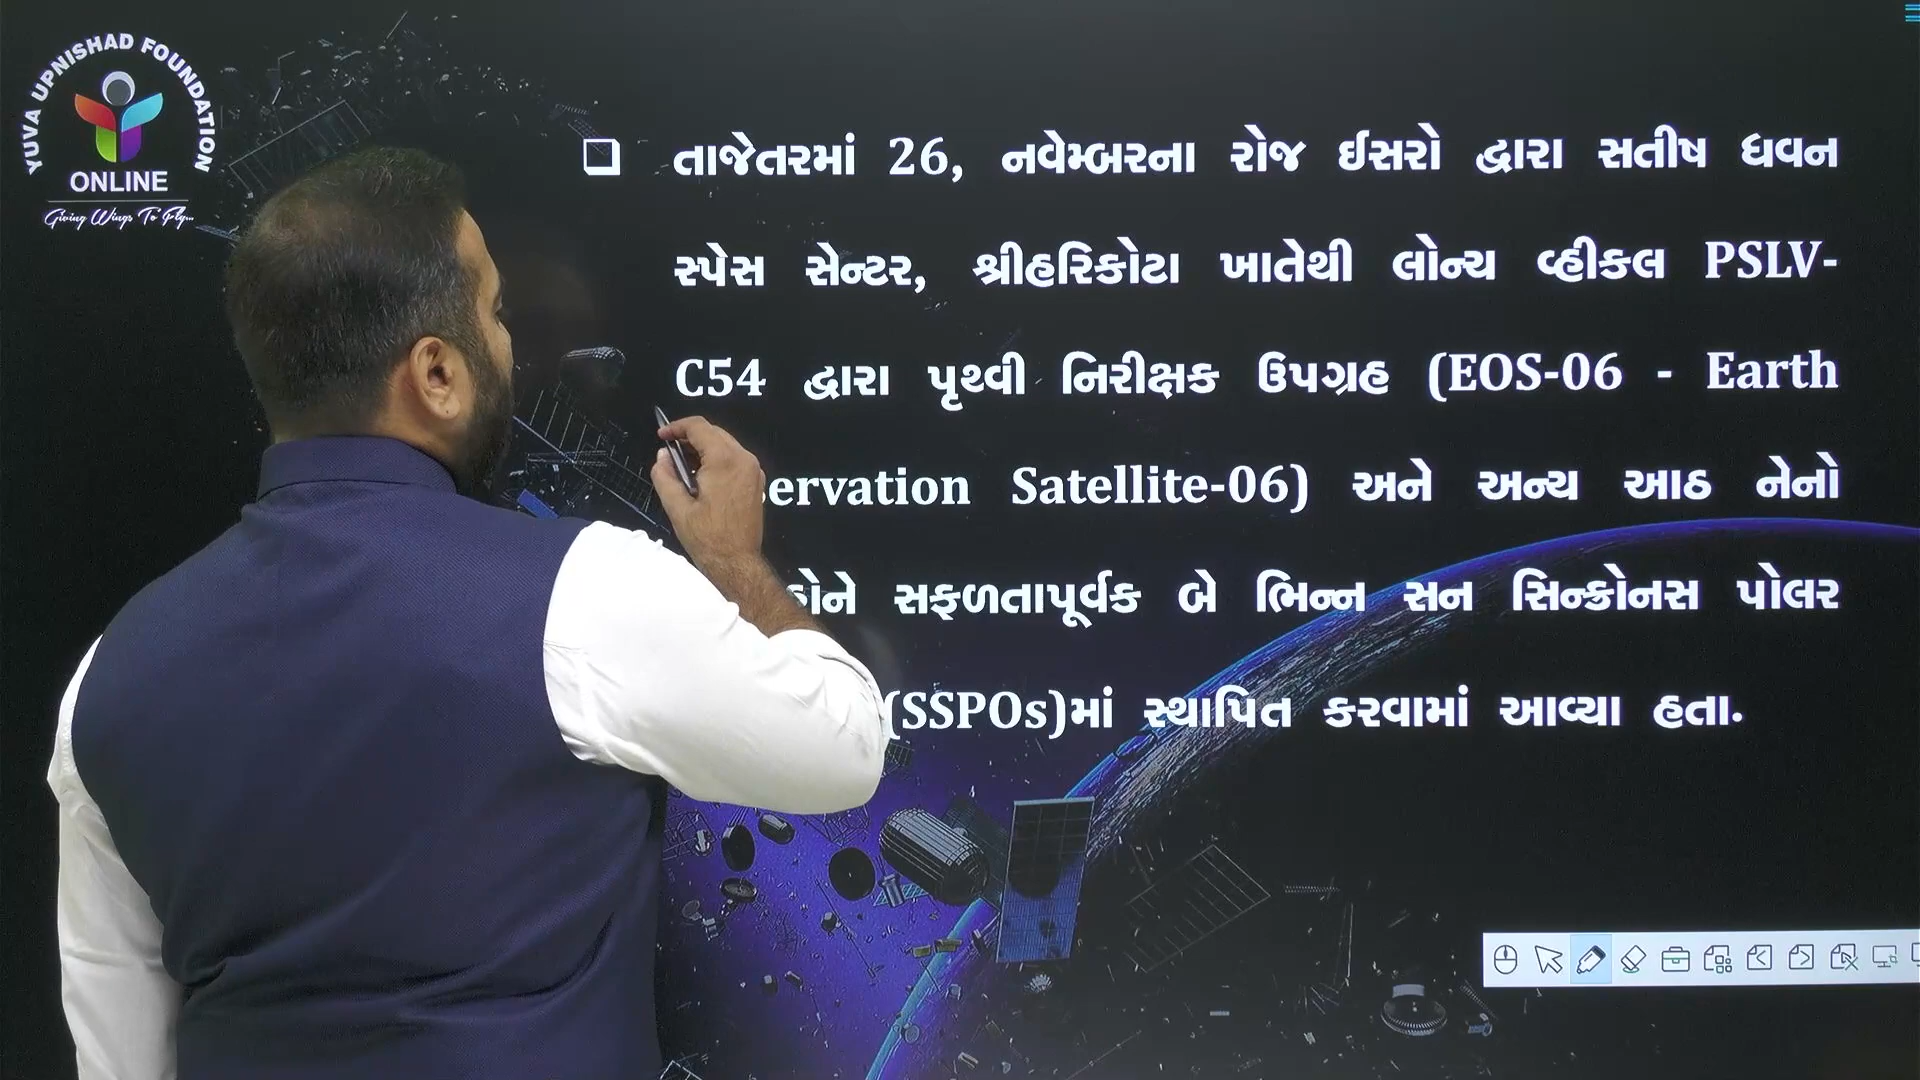 YUVA UPNISHAD FOUNDATION
ONLINE
Giving Wings To Fly...
તાજેતરમાં 26, નવેમ્બરના રોજ ઈસરો દ્વારા સતીષ ધવન
સ્પેસ સેન્ટર, શ્રીહરિકોટા ખાતેથી લોન્ચ વ્હીકલ PSLV-
C54 દ્વારા પૃથ્વી નિરીક્ષક ઉપગ્રહ (EOS-06 - Earth
Satellite-06) અને અન્ય આઠ નેનો
સફળતાપૂર્વક બે ભિન્ન સન સિન્ક્રોનસ પોલર
(SSPOs)માં સ્થાપિત કરવામાં આવ્યા હતા.